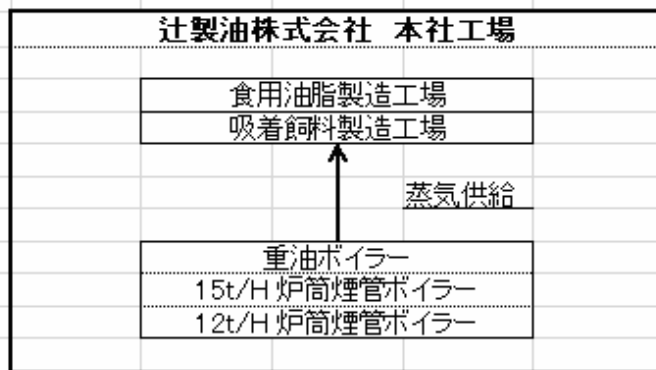 辻製油株式会社 本社工場
食用油脂製造工場
吸着飼料製造工場
蒸気供給
重油ボイラー
15t/H 炉筒煙管ボイラー
12t/H 炉筒煙管ボイラー